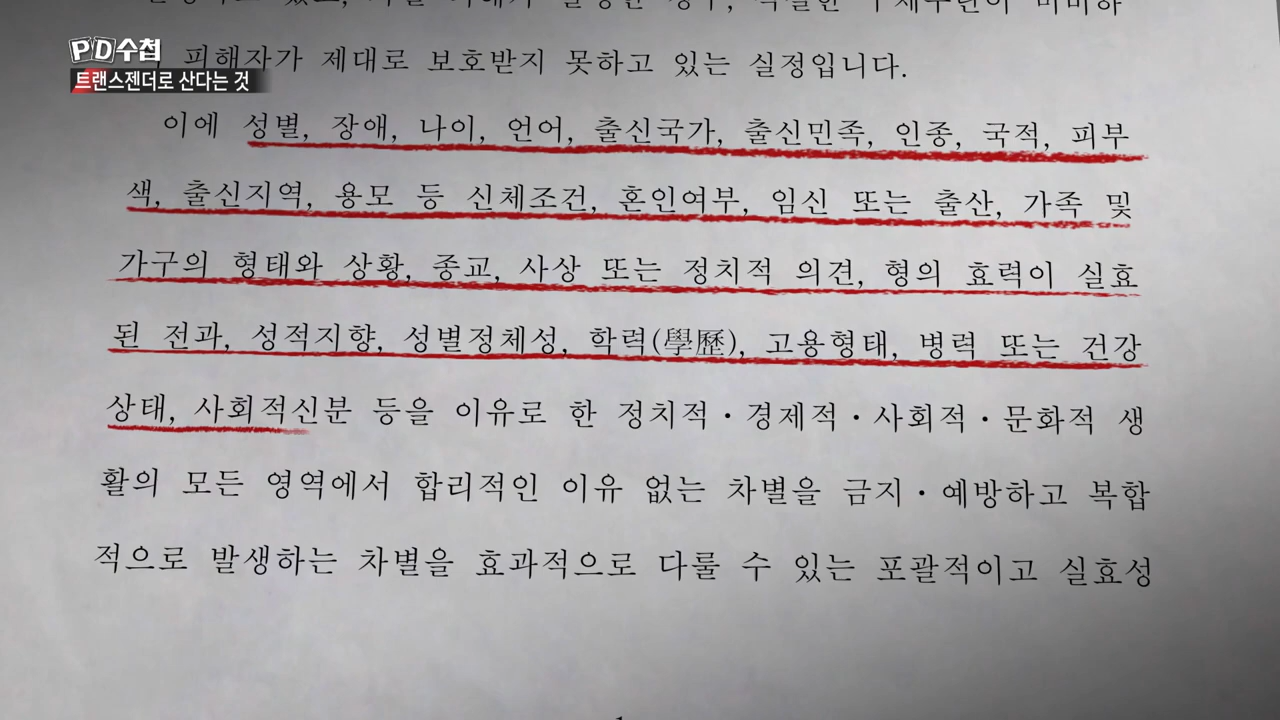 PD수첩
트랜스젠더로 산다는 것
피해자가 제대로 보호받지 못하고 있는 실정입니다.
이에 성별, 장애, 나이, 언어, 출신국가, 출신민족, 인종, 국적, 피부
색, 출신지역, 용모 등 신체조건, 혼인여부, 임신 또는 출산, 가족 및
가구의 형태와 상황, 종교, 사상 또는 정치적 의견, 형의 효력이 실효
된 전과, 성적지향, 성별정체성, 학력(學歷), 고용형태, 병력 또는 건강
상태, 사회적신분 등을 이유로 한 정치적·경제적·사회적·문화적 생
활의 모든 영역에서 합리적인 이유 없는 차별을 금지·예방하고 복합
적으로 발생하는 차별을 효과적으로 다룰 수 있는 포괄적이고 실효성